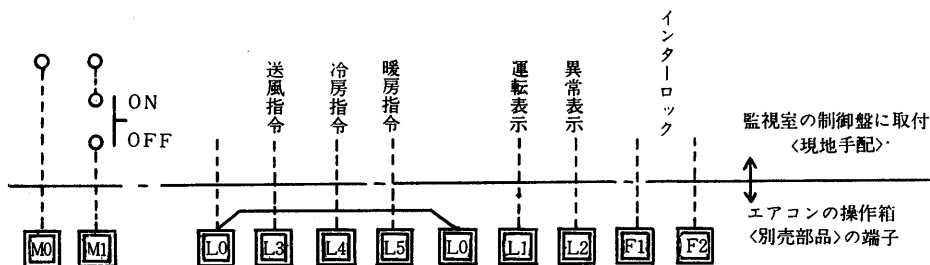 ON
OFF
送風指令
冷房指令
暖房指令
運転表示
異常表示
インターロック
監視室の制御盤に取付
〈現地手配〉
エアコンの操作箱
〈別売部品〉の端子
M0 M1 L0 L3 L4 L5 L0 L1 L2 F1 F2